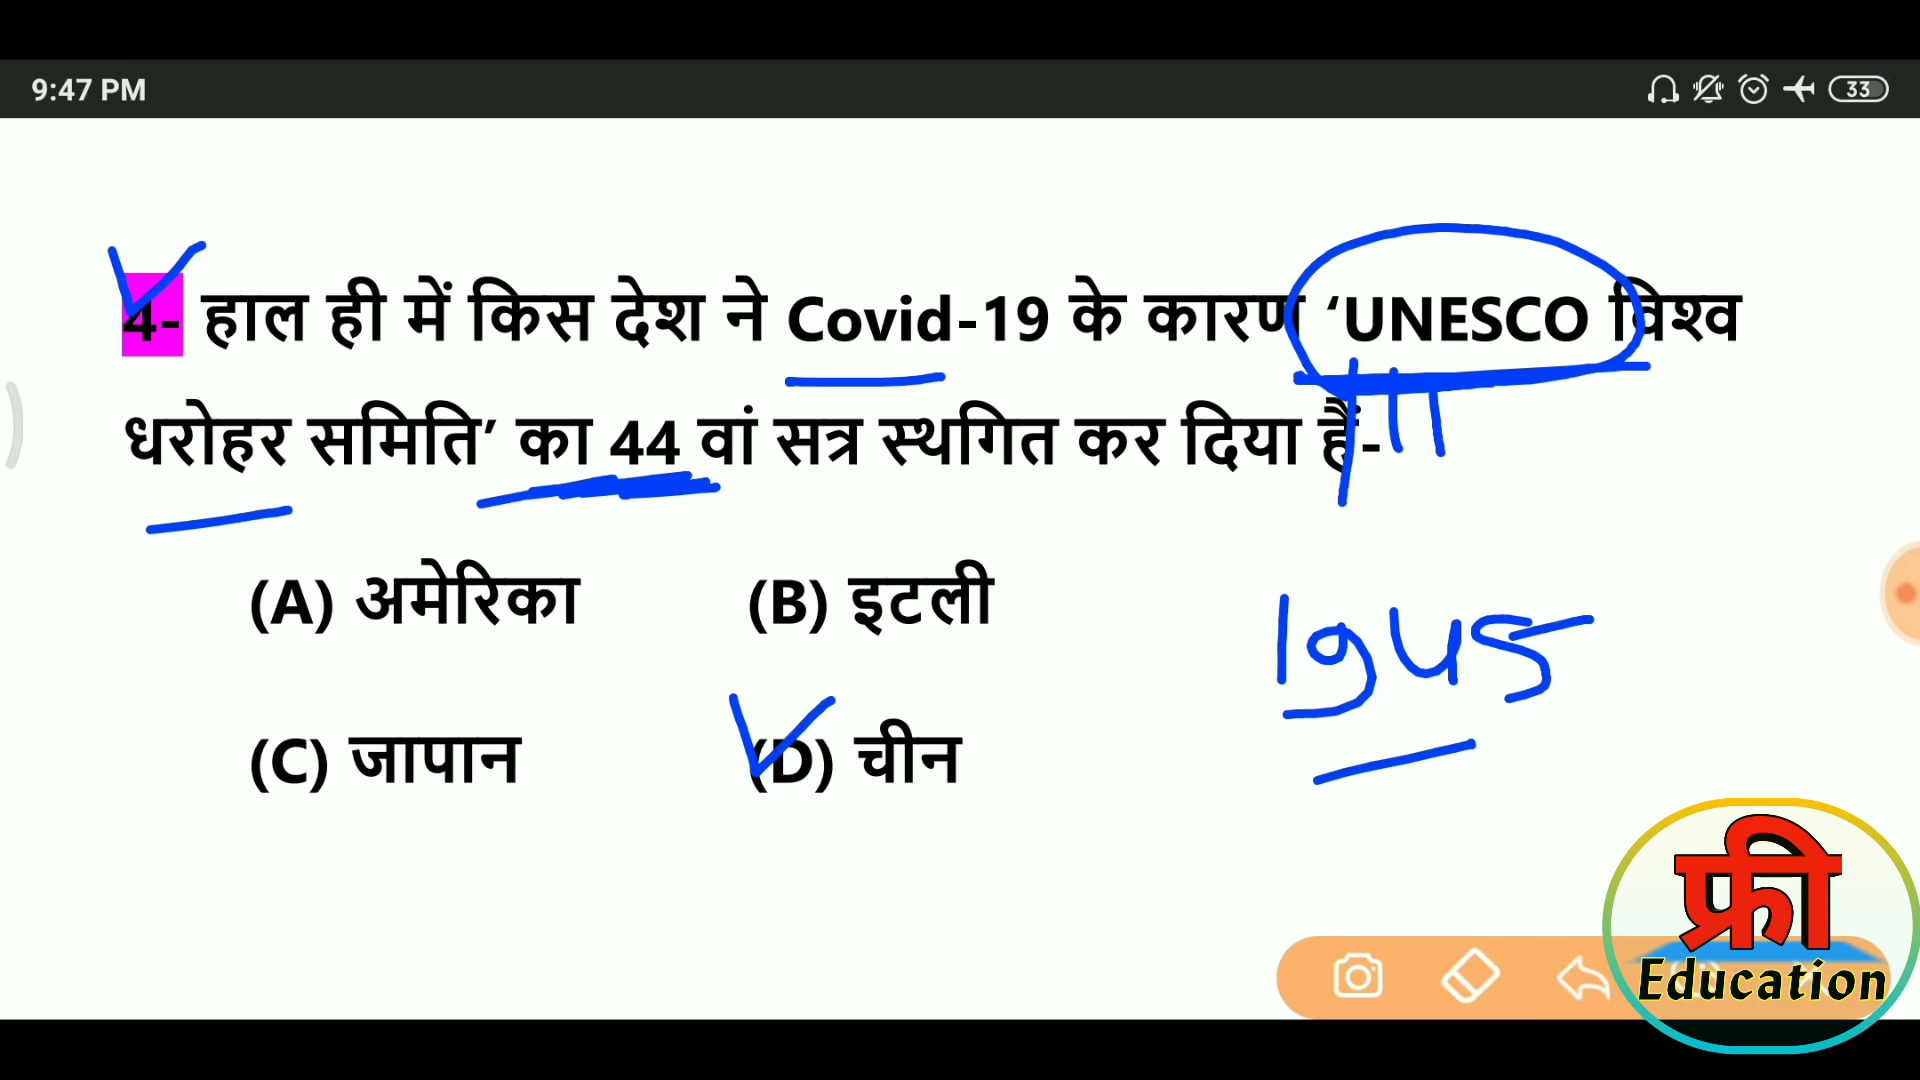 9:47 PM
33
4- हाल ही में किस देश ने Covid-19 के कारण ‘UNESCO विश्व
धरोहर समिति’ का 44 वां सत्र स्थगित कर दिया हैं-
(A) अमेरिका (B) इटली
1945
(C) जापान (D) चीन
फ्री
Education